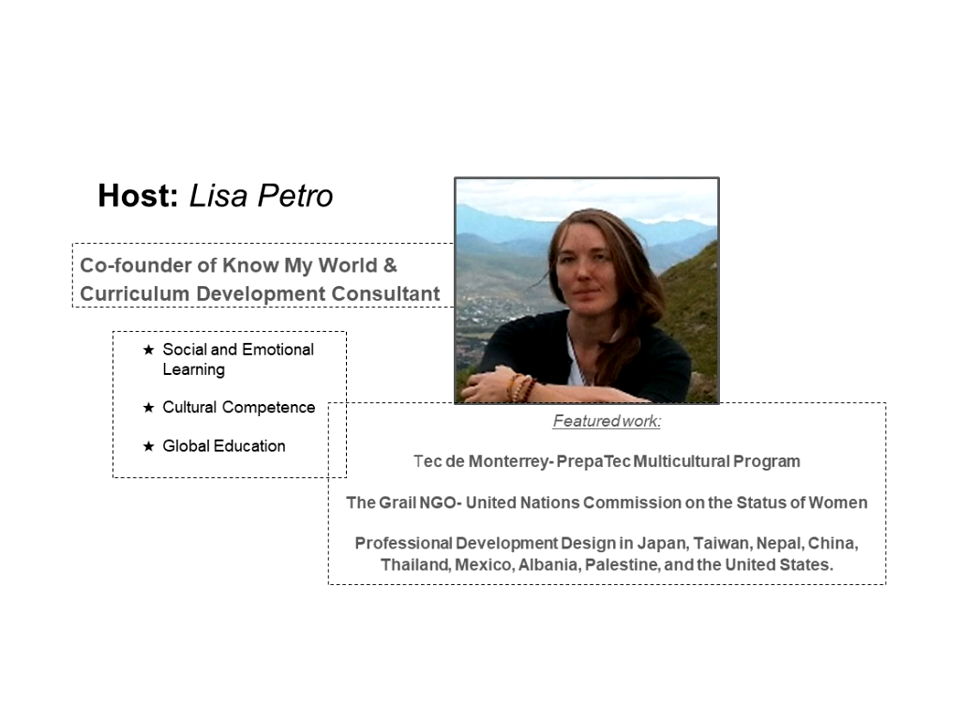 Host: Lisa Petro
Co-founder of Know My World &
Curriculum Development Consultant
★ Social and Emotional
Learning
★ Cultural Competence
★ Global Education
Featured work:
Tec de Monterrey- PrepaTec Multicultural Program
The Grail NGO- United Nations Commission on the Status of Women
Professional Development Design in Japan, Taiwan, Nepal, China,
Thailand, Mexico, Albania, Palestine, and the United States.